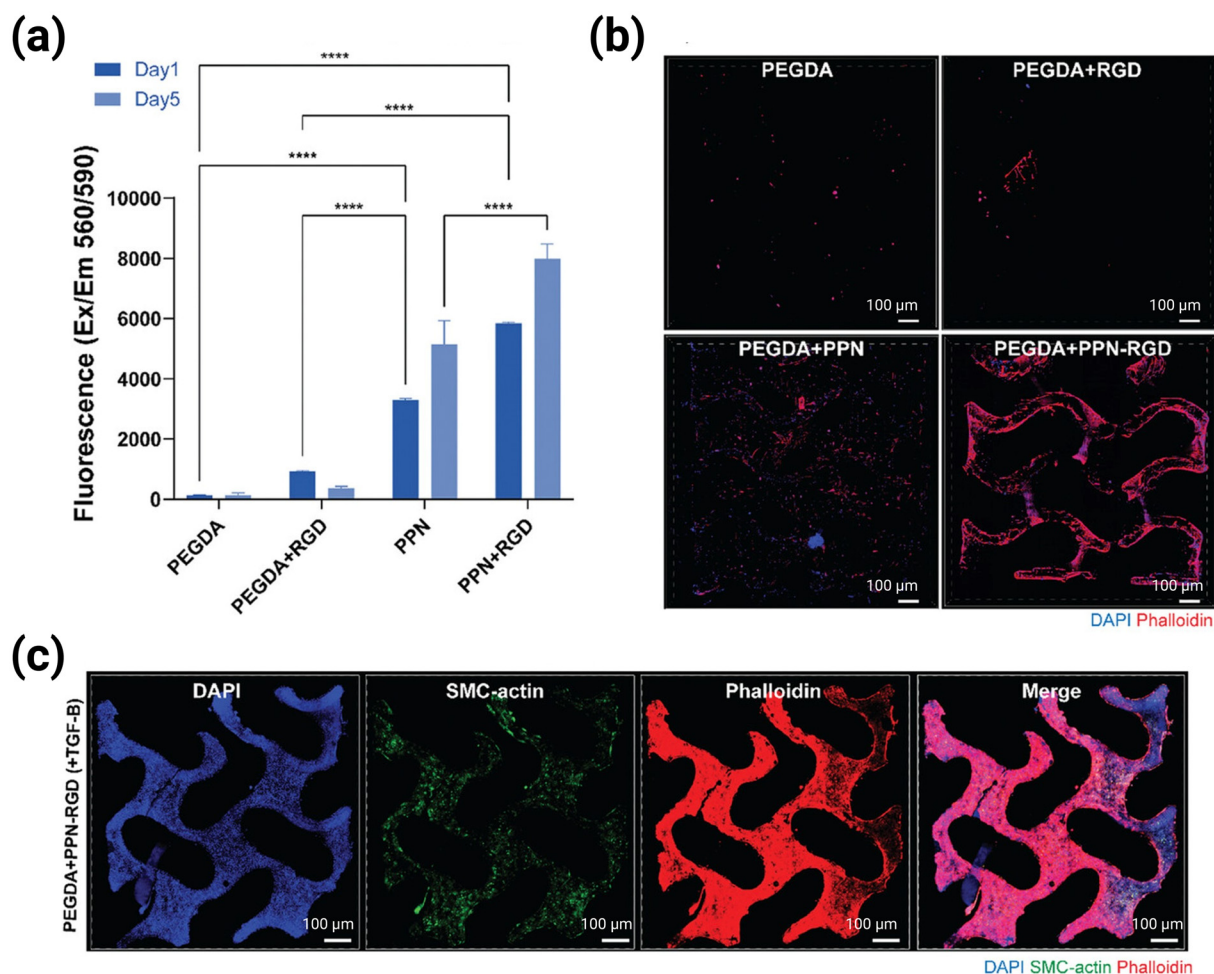 (a)
Day1
Day5
****
****
****
****
****
Fluorescence (Ex/Em 560/590)
10000
8000
6000
4000
2000
0
PEGDA
PEGDA+RGD
PPN
PPN+RGD
(b)
PEGDA
100 µm
PEGDA+RGD
100 µm
PEGDA+PPN
100 µm
PEGDA+PPN-RGD
100 µm
DAPI Phalloidin
(c)
PEGDA+PPN-RGD (+TGF-B)
DAPI
100 µm
SMC-actin
100 µm
Phalloidin
100 µm
Merge
100 µm
DAPI SMC-actin Phalloidin